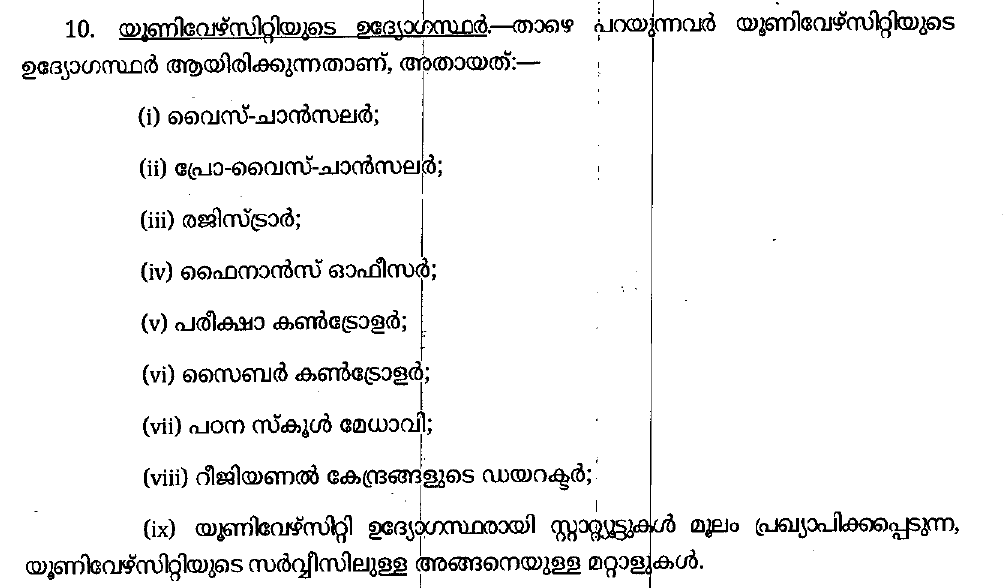 10. യൂണിവേഴ്സിറ്റിയുടെ ഉദ്യോഗസ്ഥർ.—താഴെ പറയുന്നവർ യൂണിവേഴ്സിറ്റിയുടെ
ഉദ്യോഗസ്ഥർ ആയിരിക്കുന്നതാണ്, അതായത്:—
(i) വൈസ്-ചാൻസലർ;
(ii) പ്രോ-വൈസ്-ചാൻസലർ;
(iii) രജിസ്ട്രാർ;
(iv) ഫൈനാൻസ് ഓഫീസർ;
(v) പരീക്ഷാ കൺട്രോളർ;
(vi) സൈബർ കൺട്രോളർ;
(vii) പഠന സ്കൂൾ മേധാവി;
(viii) റീജിയണൽ കേന്ദ്രങ്ങളുടെ ഡയറക്ടർ;
(ix) യൂണിവേഴ്സിറ്റി ഉദ്യോഗസ്ഥരായി സ്റ്റാറ്റ്യൂട്ടുകൾ മൂലം പ്രഖ്യാപിക്കപ്പെടുന്ന,
യൂണിവേഴ്സിറ്റിയുടെ സർവ്വീസിലുള്ള അങ്ങനെയുള്ള മറ്റാളുകൾ.